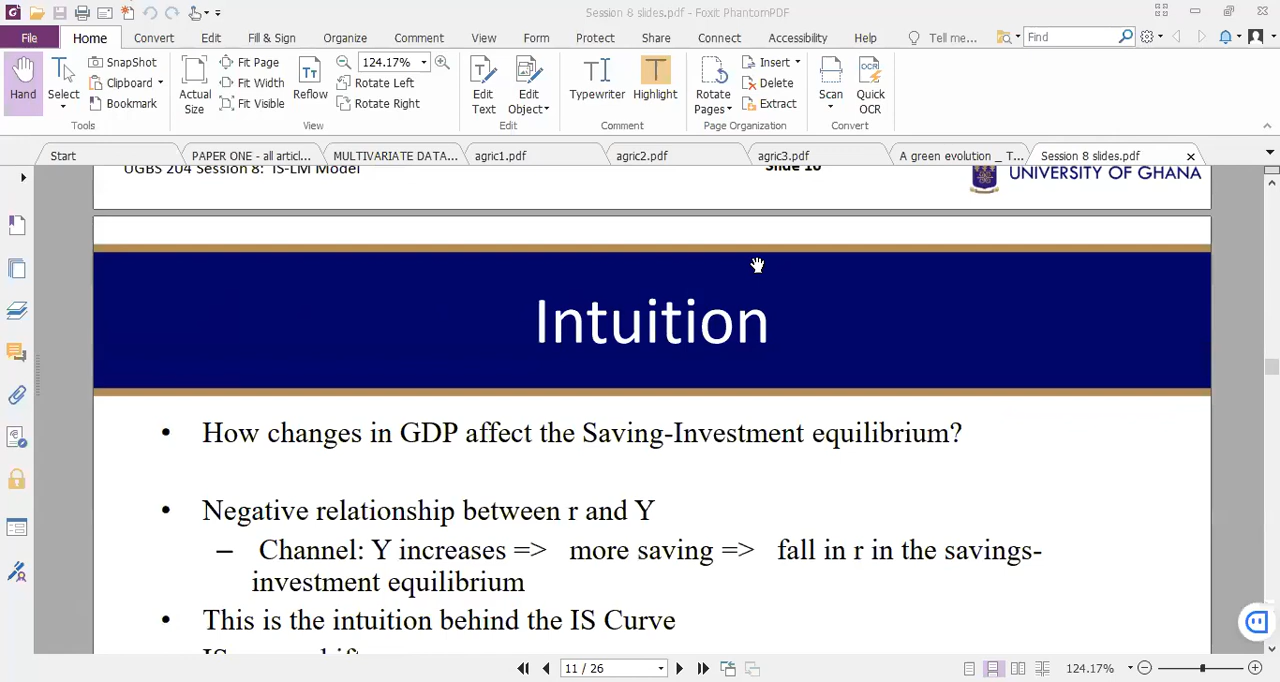 Session 8 slides.pdf - Foxit PhantomPDF
File Home Convert Edit Fill & Sign Organize Comment View Form Protect Share Connect Accessibility Help Tell me... Find
Hand
Select
SnapShot
Clipboard
Bookmark
Tools
Actual Size
Fit Page
Fit Width
Fit Visible
Reflow
124.17%
Rotate Left
Rotate Right
View
Edit Text
Edit Object
Edit
Typewriter
Highlight
Comment
Rotate Pages
Insert
Delete
Extract
Page Organization
Scan
Quick OCR
Convert
Start PAPER ONE - all articl... MULTIVARIATE DATA... agric1.pdf agric2.pdf agric3.pdf A green evolution _ T... Session 8 slides.pdf
UGBS 204 Session 8: IS-LM Model Slide 10 UNIVERSITY OF GHANA
Intuition
• How changes in GDP affect the Saving-Investment equilibrium?
• Negative relationship between r and Y
– Channel: Y increases => more saving => fall in r in the savings-
investment equilibrium
• This is the intuition behind the IS Curve
11 / 26 124.17%